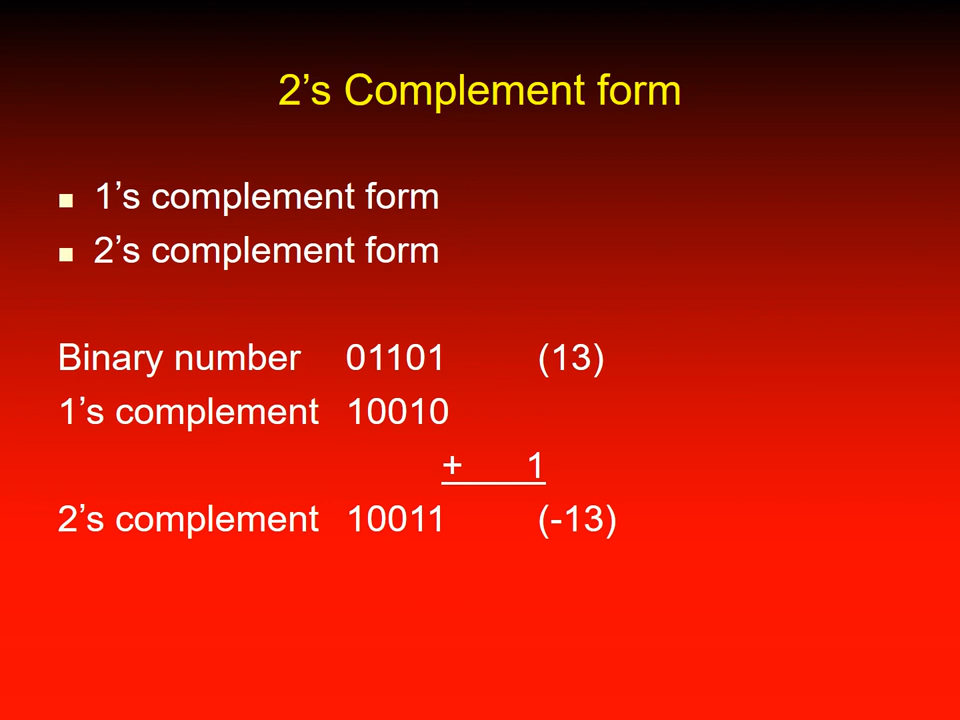 2’s Complement form
1’s complement form
2’s complement form
Binary number 01101 (13)
1’s complement 10010
+ 1
2’s complement 10011 (-13)